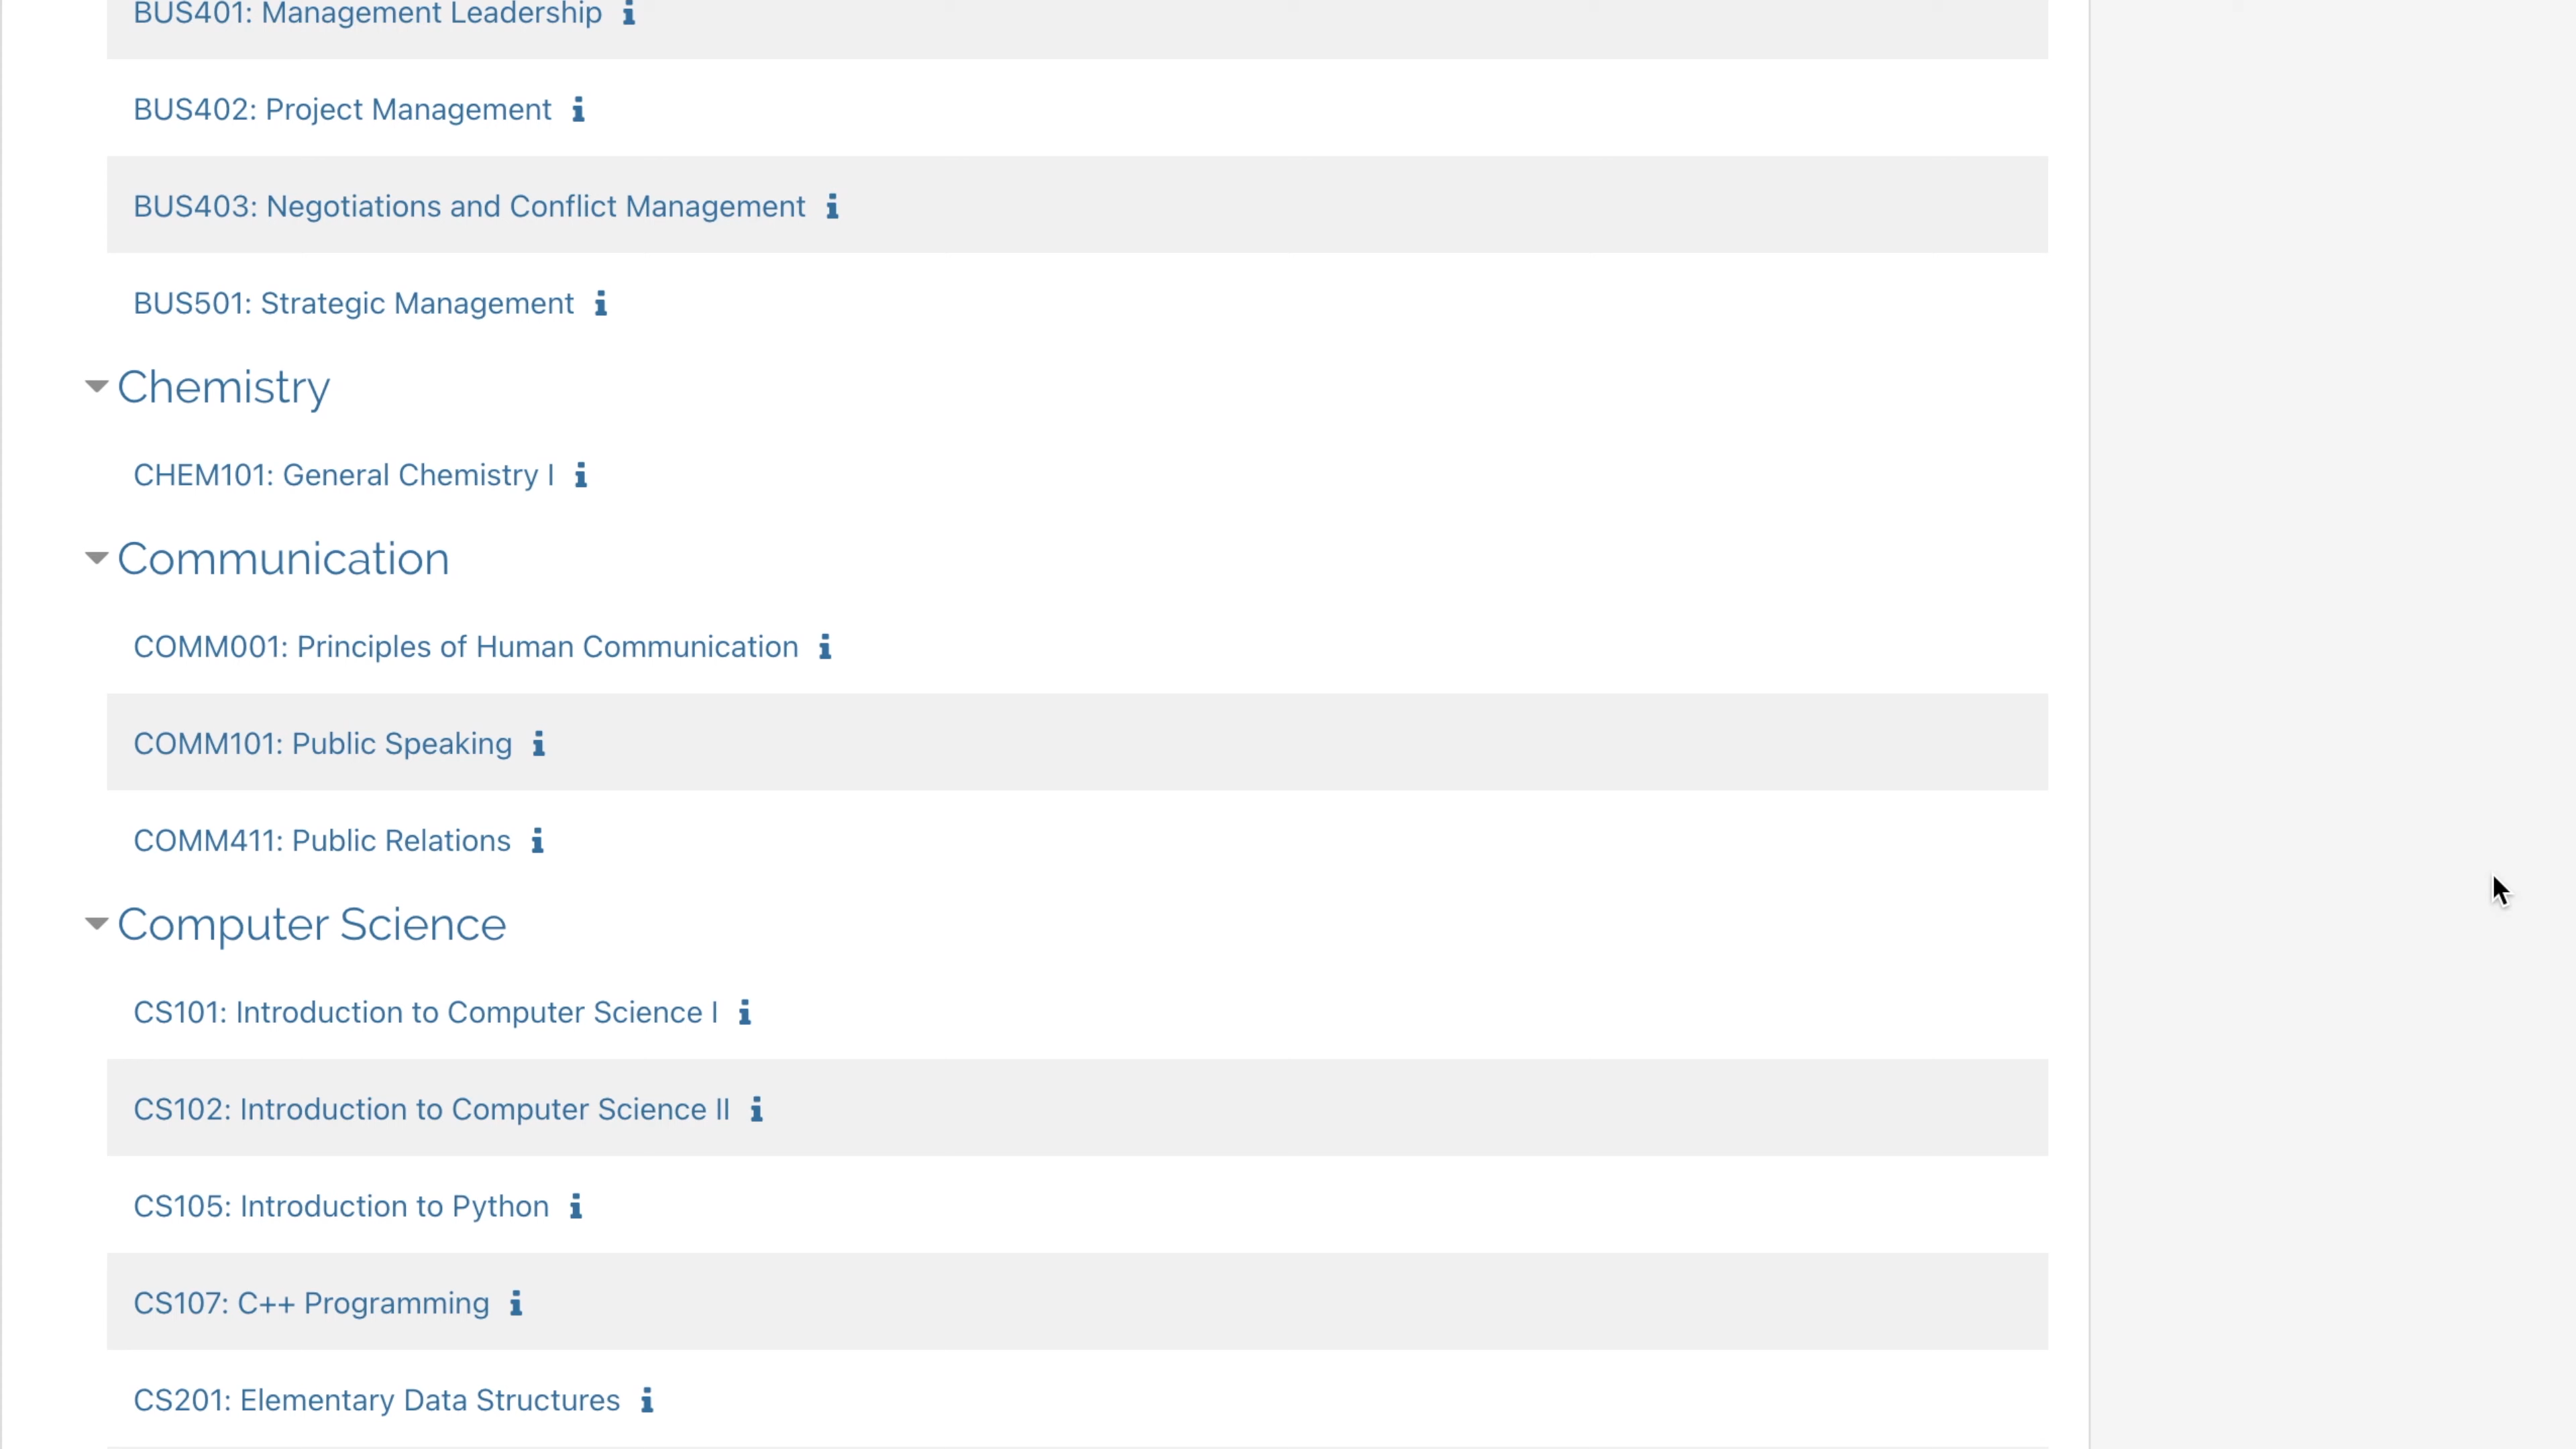 BUS401: Management Leadership
BUS402: Project Management
BUS403: Negotiations and Conflict Management
BUS501: Strategic Management
Chemistry
CHEM101: General Chemistry I
Communication
COMM001: Principles of Human Communication
COMM101: Public Speaking
COMM411: Public Relations
Computer Science
CS101: Introduction to Computer Science I
CS102: Introduction to Computer Science II
CS105: Introduction to Python
CS107: C++ Programming
CS201: Elementary Data Structures